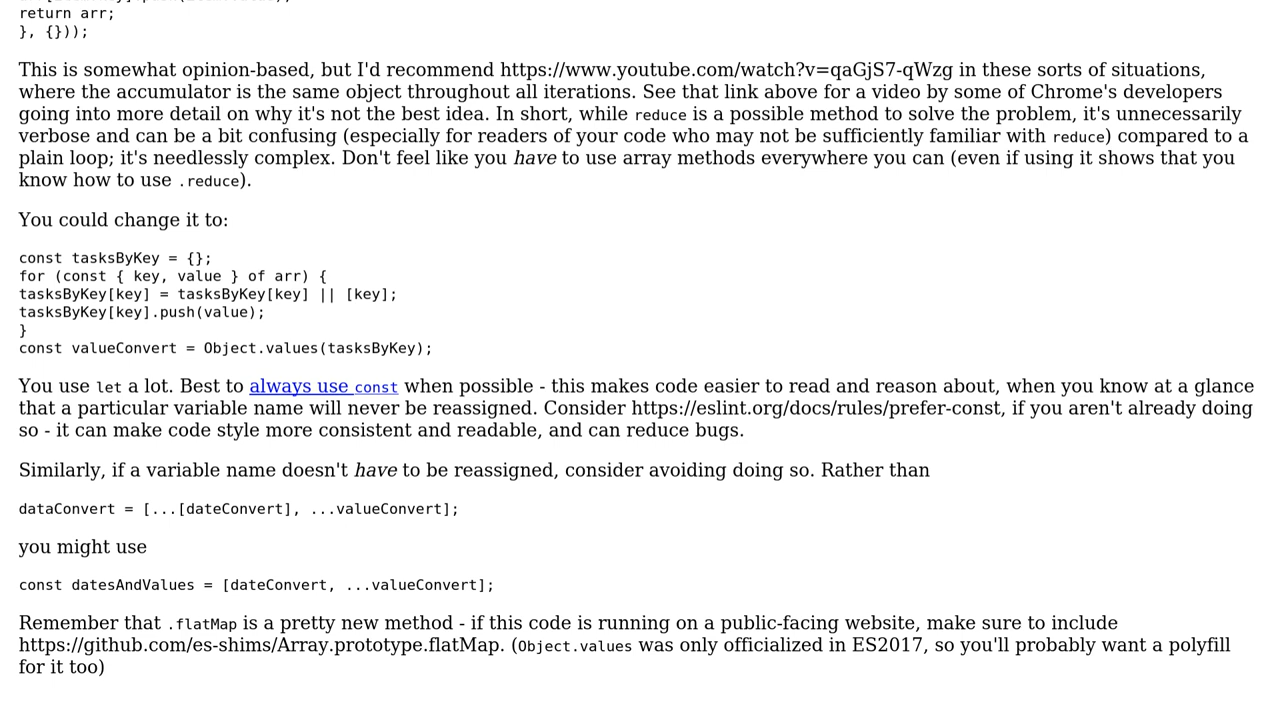 return arr;
}, {}));
This is somewhat opinion-based, but I'd recommend https://www.youtube.com/watch?v=qaGjS7-qWzg in these sorts of situations,
where the accumulator is the same object throughout all iterations. See that link above for a video by some of Chrome's developers
going into more detail on why it's not the best idea. In short, while reduce is a possible method to solve the problem, it's unnecessarily
verbose and can be a bit confusing (especially for readers of your code who may not be sufficiently familiar with reduce) compared to a
plain loop; it's needlessly complex. Don't feel like you have to use array methods everywhere you can (even if using it shows that you
know how to use .reduce).
You could change it to:
const tasksByKey = {};
for (const { key, value } of arr) {
tasksByKey[key] = tasksByKey[key] || [key];
tasksByKey[key].push(value);
}
const valueConvert = Object.values(tasksByKey);
You use let a lot. Best to always use const when possible - this makes code easier to read and reason about, when you know at a glance
that a particular variable name will never be reassigned. Consider https://eslint.org/docs/rules/prefer-const, if you aren't already doing
so - it can make code style more consistent and readable, and can reduce bugs.
Similarly, if a variable name doesn't have to be reassigned, consider avoiding doing so. Rather than
dataConvert = [...[dateConvert], ...valueConvert];
you might use
const datesAndValues = [dateConvert, ...valueConvert];
Remember that .flatMap is a pretty new method - if this code is running on a public-facing website, make sure to include
https://github.com/es-shims/Array.prototype.flatMap. (Object.values was only officialized in ES2017, so you'll probably want a polyfill
for it too)